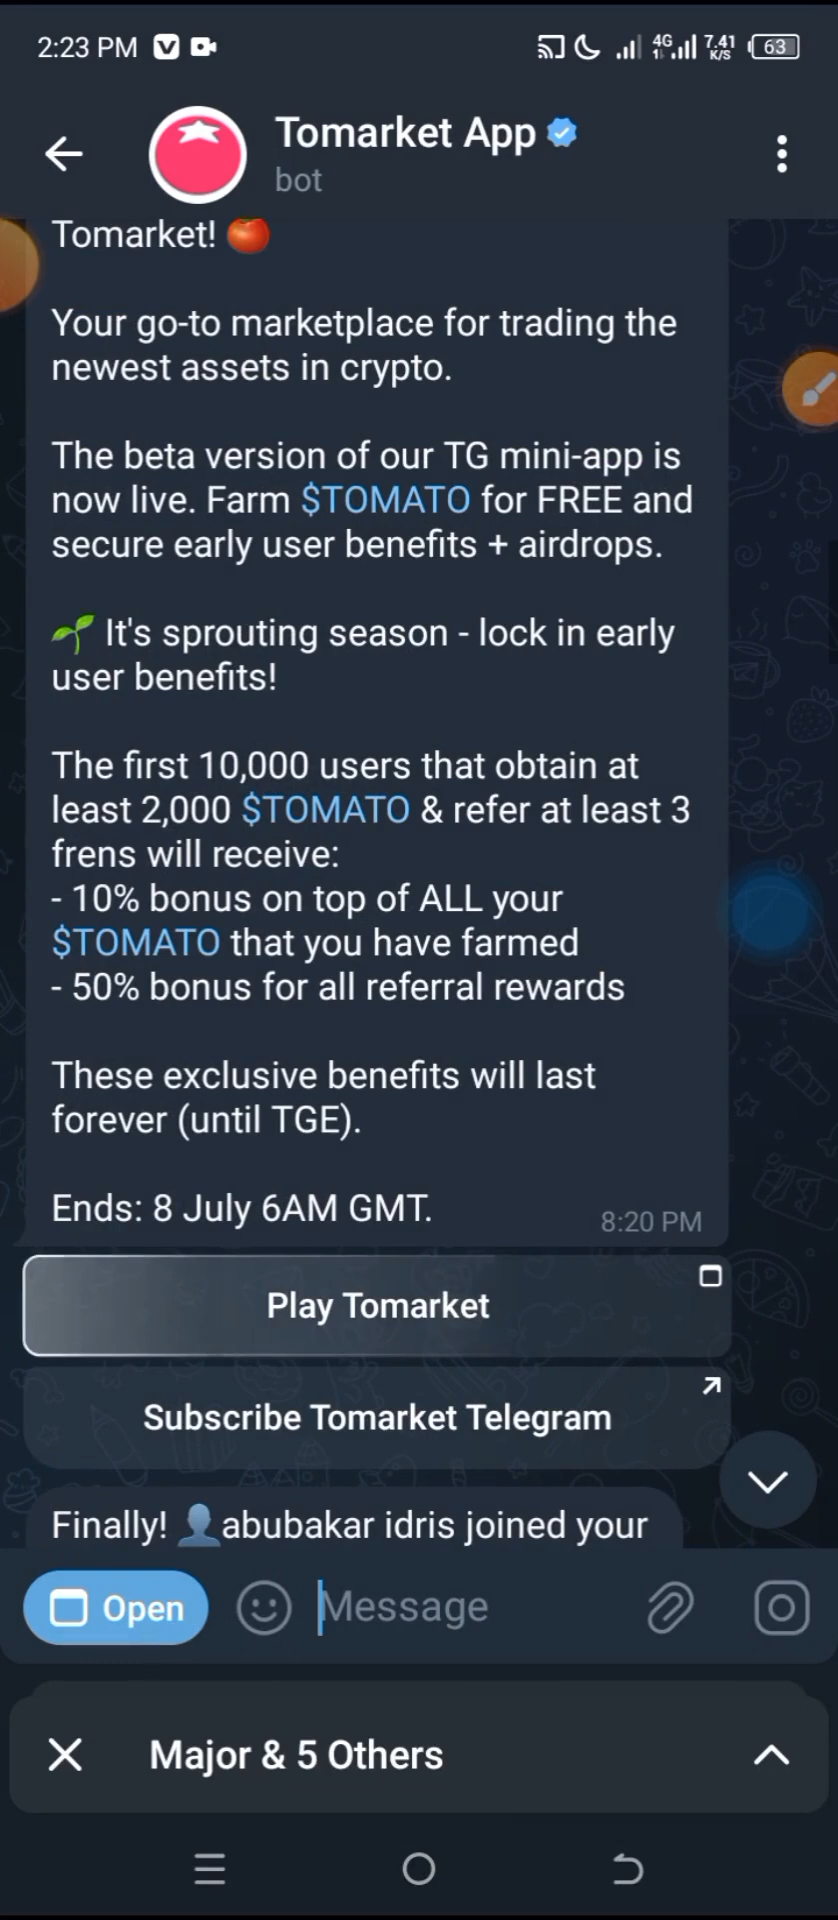 2:23 PM
4G
7.41
K/S
63
Tomarket App
bot
Tomarket!
Your go-to marketplace for trading the
newest assets in crypto.
The beta version of our TG mini-app is
now live. Farm $TOMATO for FREE and
secure early user benefits + airdrops.
It's sprouting season - lock in early
user benefits!
The first 10,000 users that obtain at
least 2,000 $TOMATO & refer at least 3
frens will receive:
- 10% bonus on top of ALL your
$TOMATO that you have farmed
- 50% bonus for all referral rewards
These exclusive benefits will last
forever (until TGE).
Ends: 8 July 6AM GMT.
8:20 PM
Play Tomarket
Subscribe Tomarket Telegram
Finally! 👤abubakar idris joined your
Open
Message
Major & 5 Others